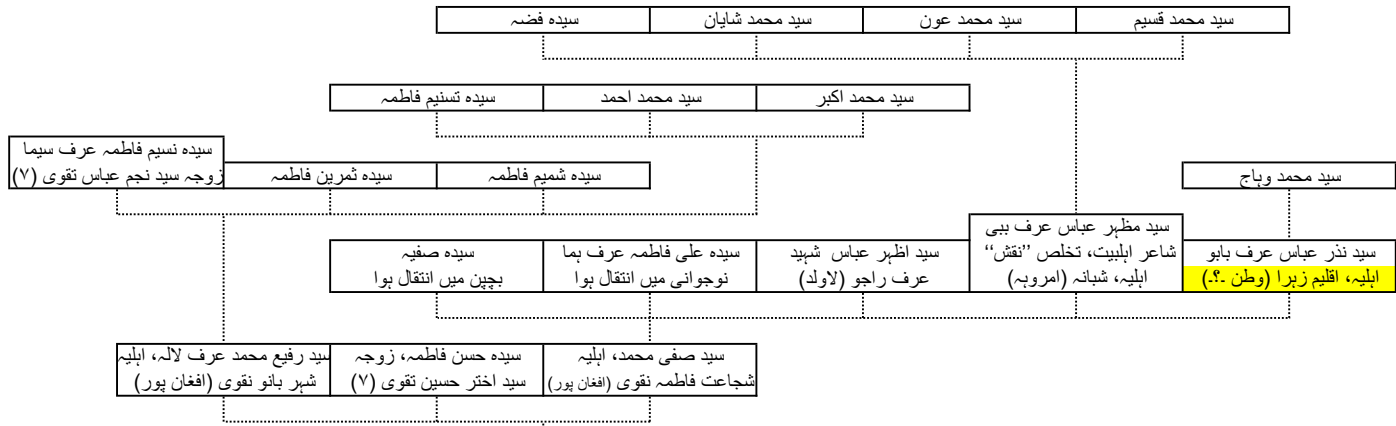 سید محمد قسیم
سید محمد عون
سید محمد شایان
سیدہ فضہ
سید محمد اکبر
سید محمد احمد
سیدہ تسنیم فاطمہ
سید محمد وہاج
سیدہ شمیم فاطمہ
سیدہ ثمرین فاطمہ
سیدہ نسیم فاطمہ عرف سیما
زوجہ سید نجم عباس تقوی (۷)
سید نذر عباس عرف بابو
اہلیہ، اقلیم زہرا (وطن ۔؟۔)
سید مظہر عباس عرف ببی
شاعر اہلبیت، تخلص ’’نقش‘‘
اہلیہ، شبانہ (امروہہ)
سید اظہر عباس شہید
عرف راجو (لاولد)
سیدہ علی فاطمہ عرف ہما
نوجوانی میں انتقال ہوا
سیدہ صفیہ
بچپن میں انتقال ہوا
سید صفی محمد، اہلیہ
شجاعت فاطمہ نقوی (افغان پور)
سیدہ حسن فاطمہ، زوجہ
سید اختر حسین تقوی (۷)
سید رفیع محمد عرف لالہ، اہلیہ
شہر بانو نقوی (افغان پور)